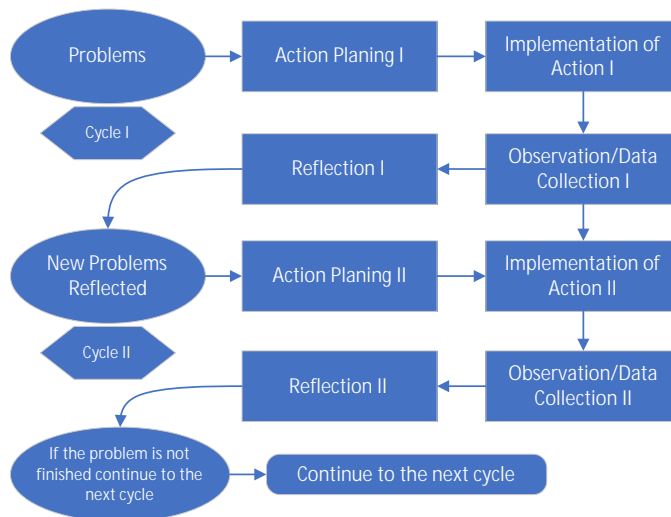 Problems
Action Planing I
Implementation of
Action I
Cycle I
Reflection I
Observation/Data
Collection I
New Problems
Reflected
Action Planing II
Implementation of
Action II
Cycle II
Reflection II
Observation/Data
Collection II
If the problem is not
finished continue to the
next cycle
Continue to the next cycle